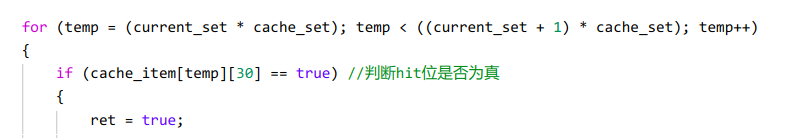 for (temp = (current_set * cache_set); temp < ((current_set + 1) * cache_set); temp++)
{
if (cache_item[temp][30] == true) //判断hit位是否为真
{
ret = true;